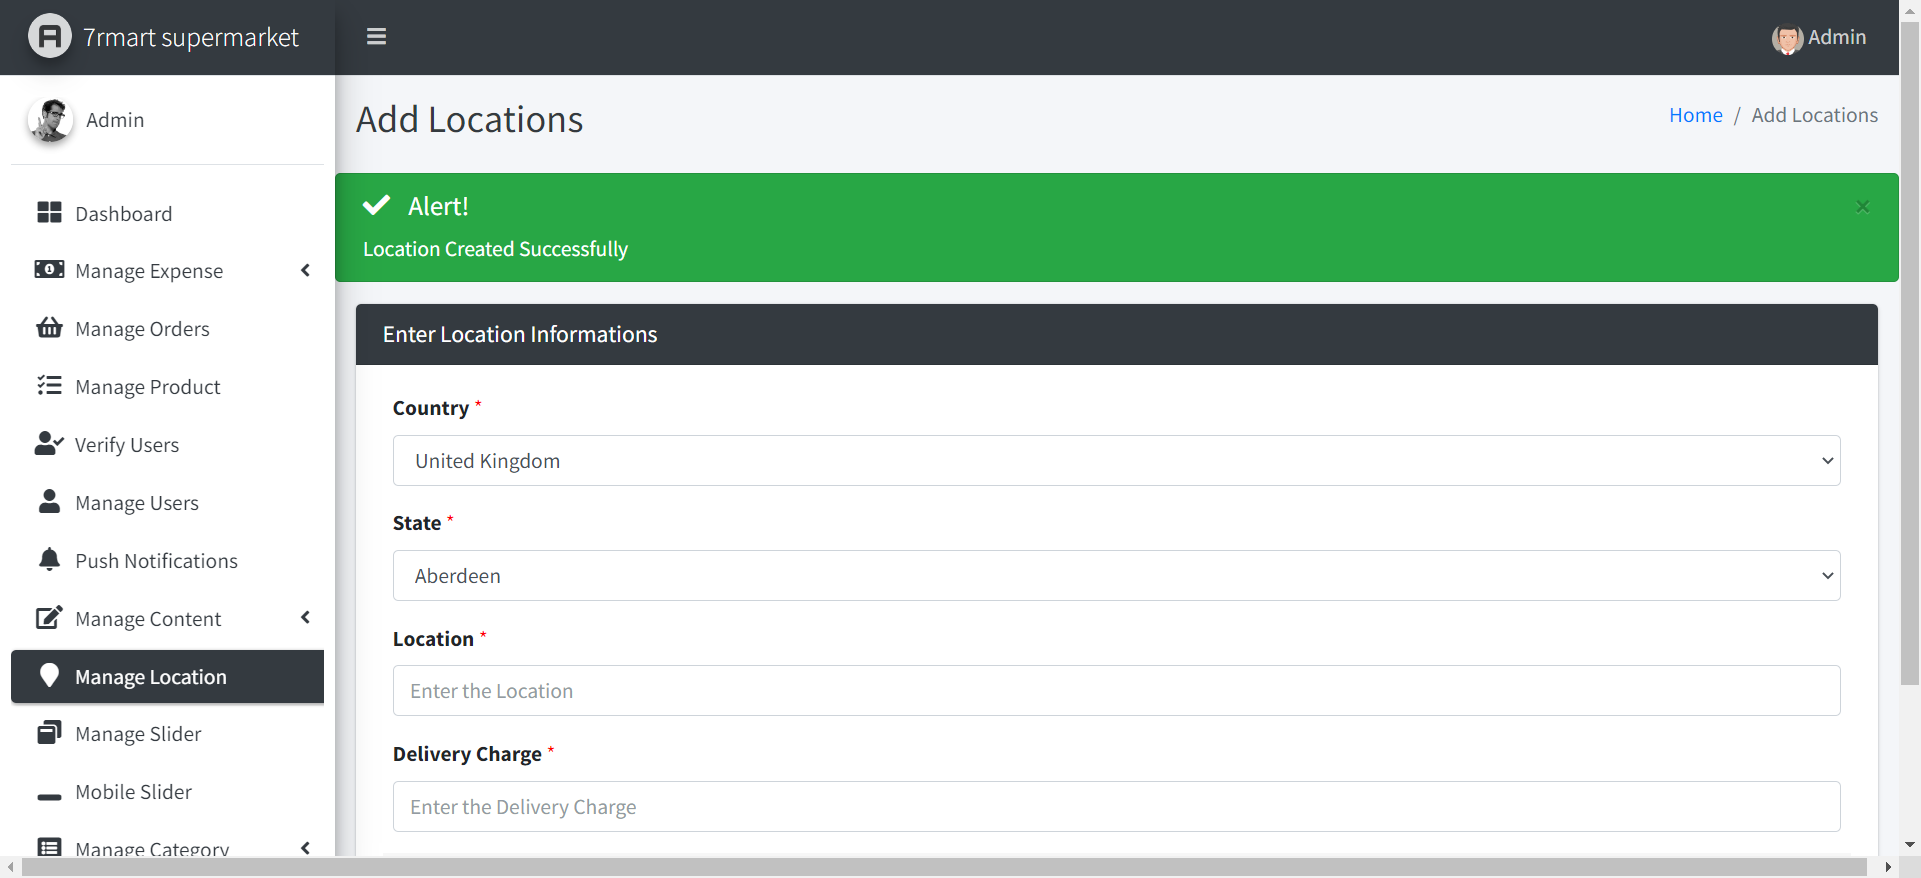 7rmart supermarket
Admin
Admin
Add Locations
Home / Add Locations
Dashboard
Manage Expense
Manage Orders
Manage Product
Verify Users
Manage Users
Push Notifications
Manage Content
Manage Location
Manage Slider
Mobile Slider
Manage Category
Alert!
×
Location Created Successfully
Enter Location Informations
Country *
United Kingdom
State *
Aberdeen
Location *
Enter the Location
Delivery Charge *
Enter the Delivery Charge